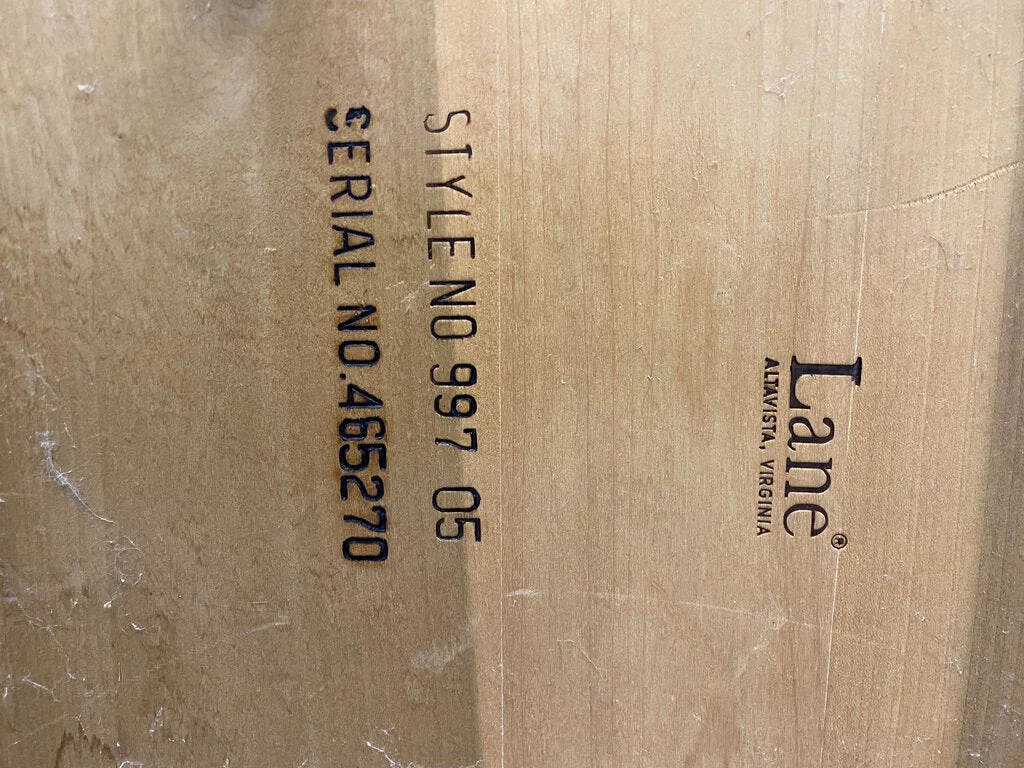 Lane®
ALTAVISTA, VIRGINIA
STYLE NO 997 05
SERIAL NO.465270